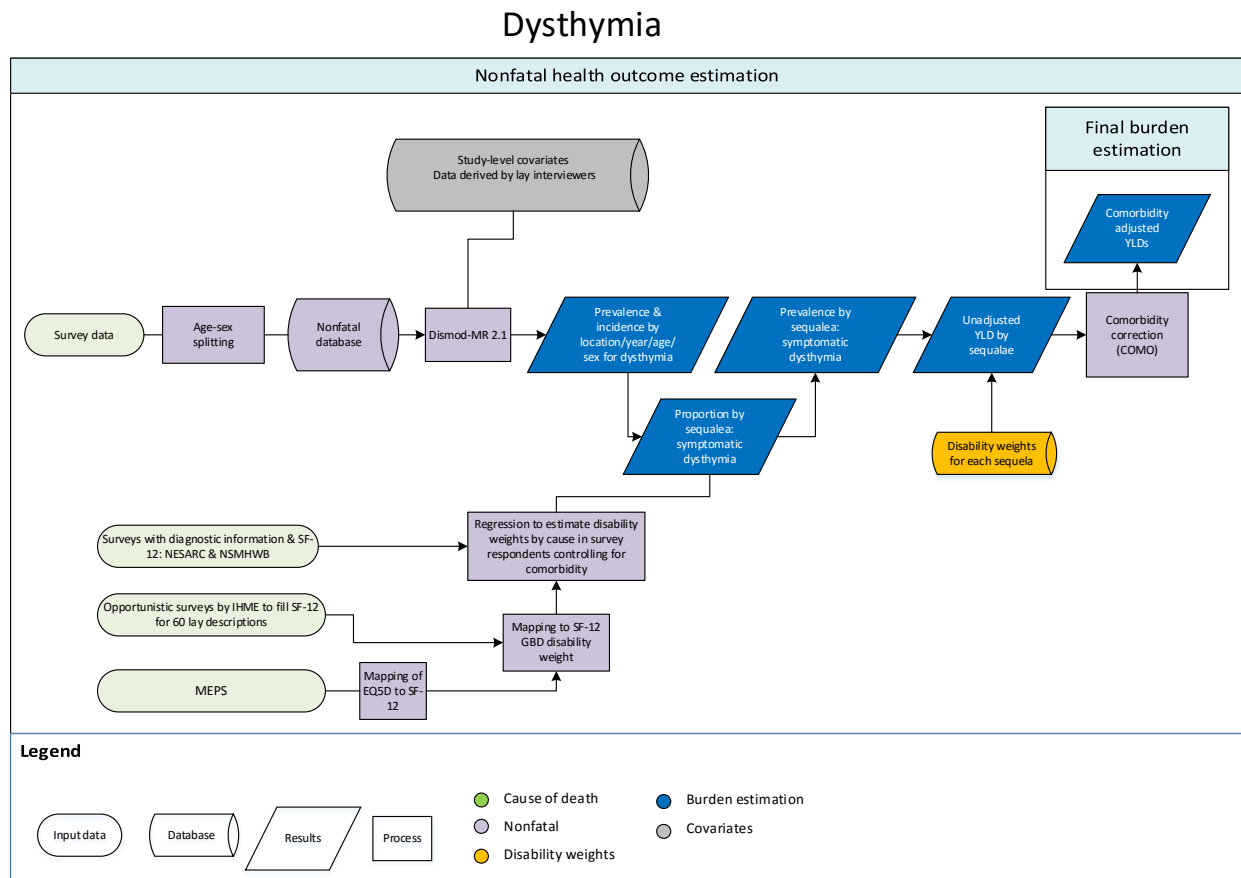 Dysthymia
Nonfatal health outcome estimation
Final burden
estimation
Study-level covariates
Data derived by lay interviewers
Comorbidity
adjusted
YLDs
Survey data
Age-sex
splitting
Nonfatal
database
Dismod-MR 2.1
Prevalence &
incidence by
location/year/age/
sex for dysthymia
Prevalence by
sequalea:
symptomatic
dysthymia
Unadjusted
YLD by
sequalae
Comorbidity
correction
(COMO)
Proportion by
sequalea:
symptomatic
dysthymia
Disability weights
for each sequela
Surveys with diagnostic information & SF-
12: NESARC & NSMHWB
Regression to estimate disability
weights by cause in survey
respondents controlling for
comorbidity
Opportunistic surveys by IHME to fill SF-12
for 60 lay descriptions
Mapping to SF-12
GBD disability
weight
MEPS
Mapping of
EQ5D to SF-
12
Legend
Input data
Database
Results
Process
Cause of death
Nonfatal
Disability weights
Burden estimation
Covariates